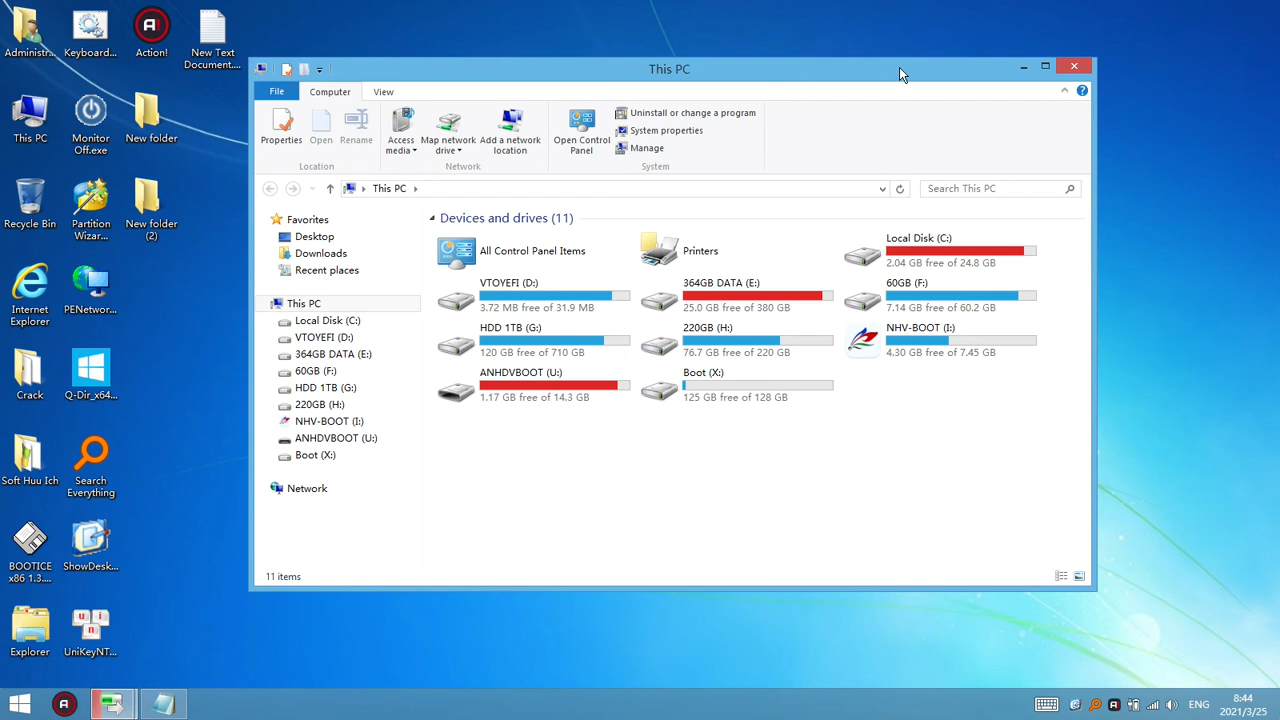 Administr...
Keyboard...
Action!
New Text
Document....
This PC
Monitor
Off.exe
New folder
Recycle Bin
Partition
Wizar...
New folder
(2)
Internet
Explorer
PENetwor...
Crack
Q-Dir_x64...
Soft Huu Ich
Search
Everything
BOOTICE
x86 1.3....
ShowDesk...
Explorer
UniKeyNT...
This PC
File
Computer
View
Properties
Open
Rename
Location
Access
media
Map network
drive
Add a network
location
Network
Open Control
Panel
Uninstall or change a program
System properties
Manage
System
This PC
Search This PC
Favorites
Desktop
Downloads
Recent places
This PC
Local Disk (C:)
VTOYEFI (D:)
364GB DATA (E:)
60GB (F:)
HDD 1TB (G:)
220GB (H:)
NHV-BOOT (I:)
ANHDVBOOT (U:)
Boot (X:)
Network
Devices and drives (11)
All Control Panel Items
Printers
Local Disk (C:)
2.04 GB free of 24.8 GB
VTOYEFI (D:)
3.72 MB free of 31.9 MB
364GB DATA (E:)
25.0 GB free of 380 GB
60GB (F:)
7.14 GB free of 60.2 GB
HDD 1TB (G:)
120 GB free of 710 GB
220GB (H:)
76.7 GB free of 220 GB
NHV-BOOT (I:)
4.30 GB free of 7.45 GB
ANHDVBOOT (U:)
1.17 GB free of 14.3 GB
Boot (X:)
125 GB free of 128 GB
11 items
ENG
8:44
2021/3/25